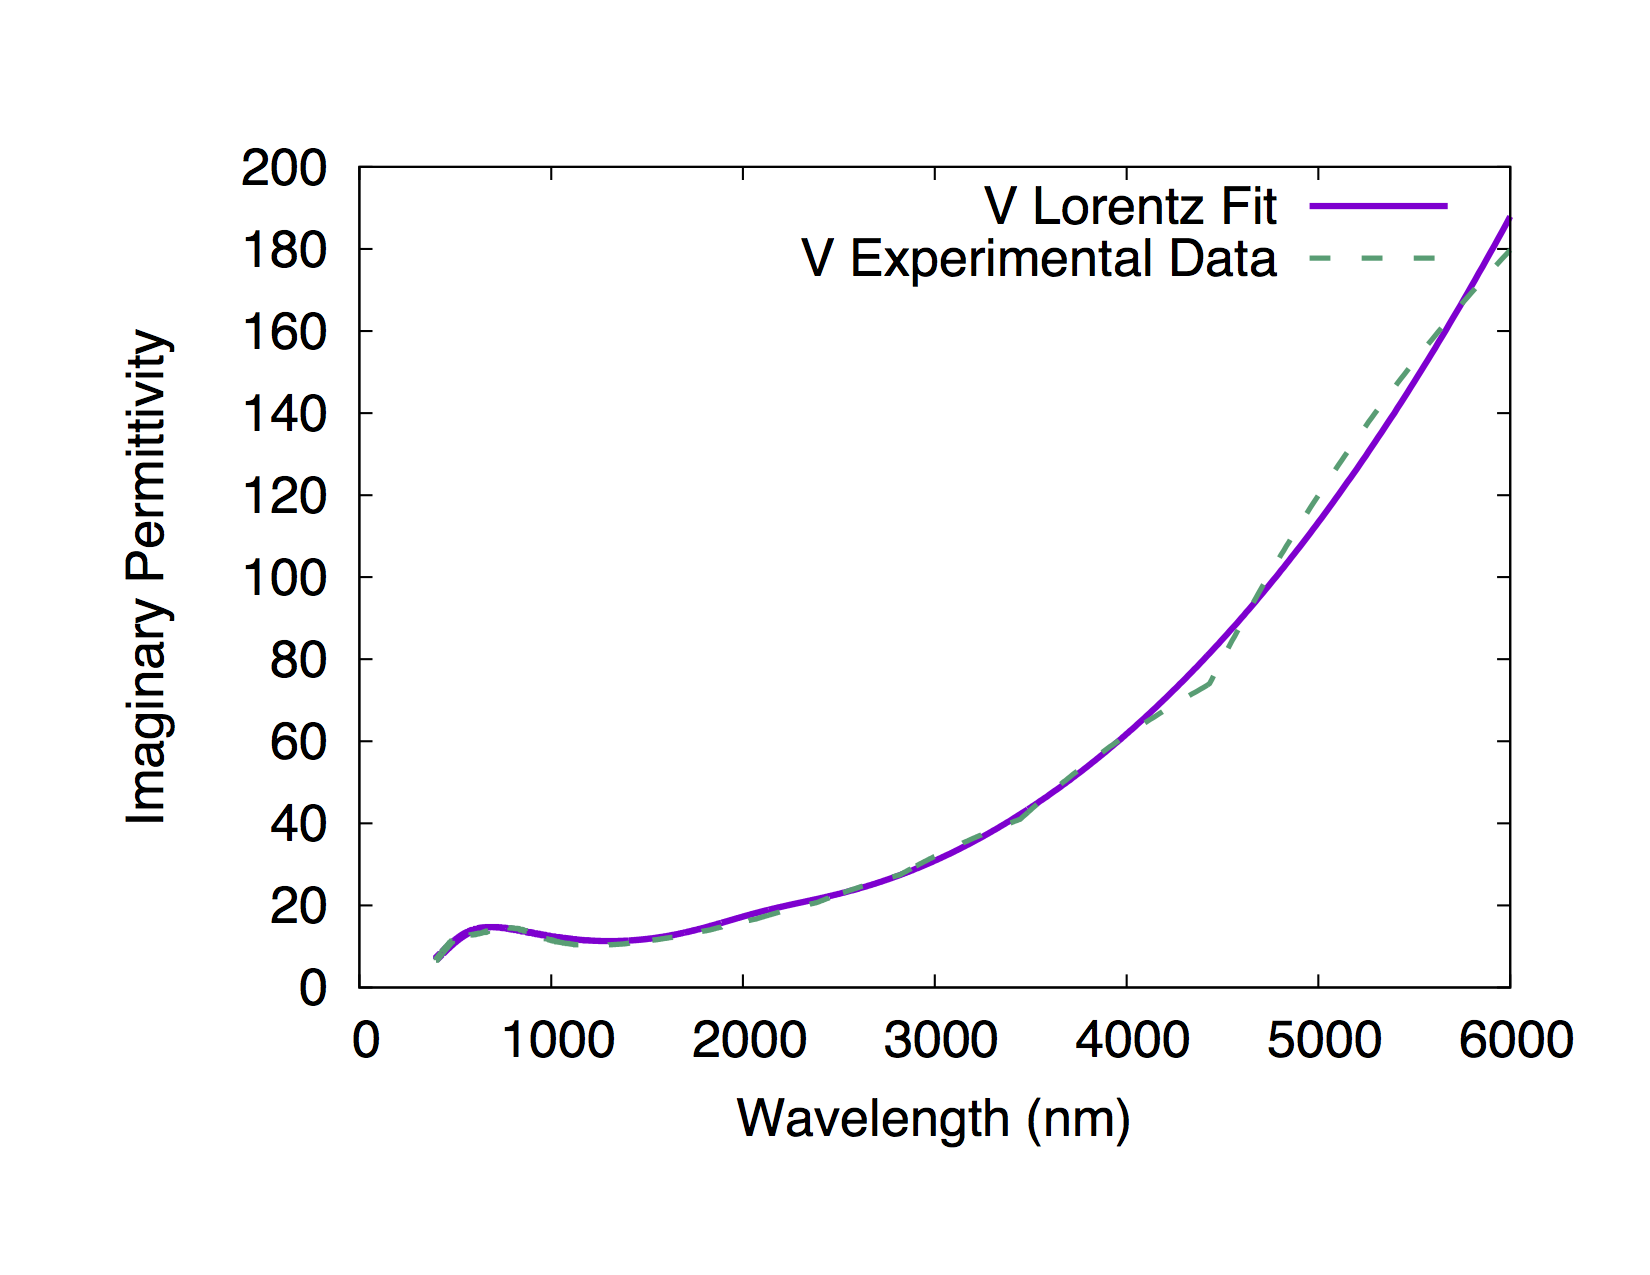 200
180
160
140
120
100
80
60
40
20
0
Imaginary Permittivity
V Lorentz Fit
V Experimental Data
0 1000 2000 3000 4000 5000 6000
Wavelength (nm)